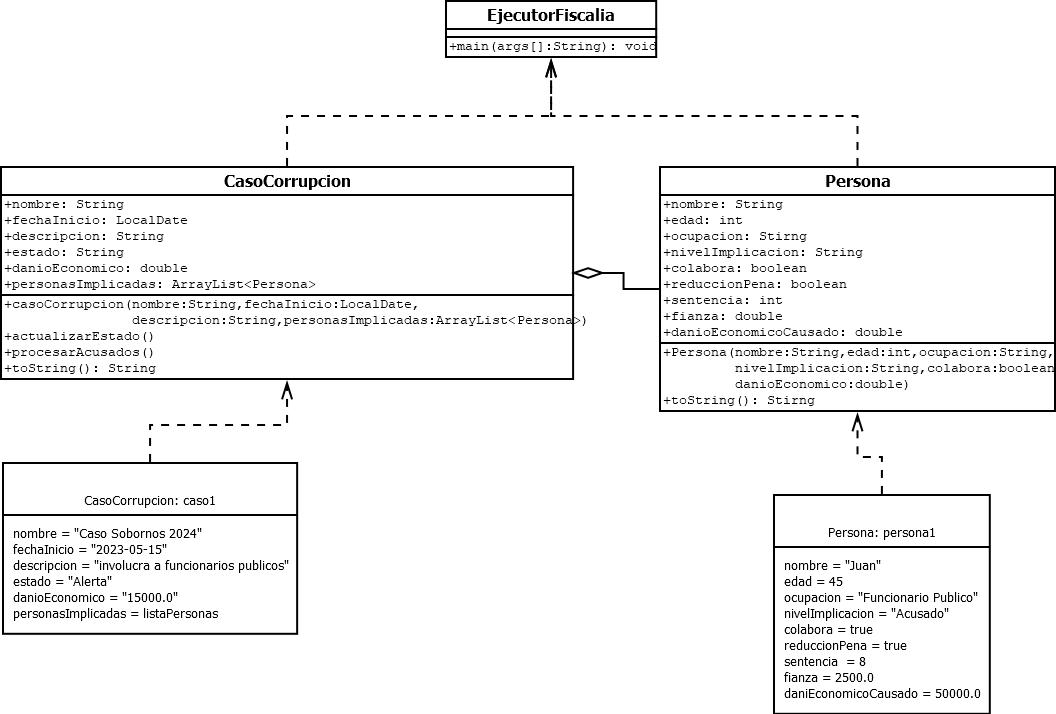 EjecutorFiscalia
+main(args[]:String): void
CasoCorrupcion
+nombre: String
+fechaInicio: LocalDate
+descripcion: String
+estado: String
+danioEconomico: double
+personasImplicadas: ArrayList<Persona>
+casoCorrupcion(nombre:String,fechaInicio:LocalDate,
descripcion:String,personasImplicadas:ArrayList<Persona>)
+actualizarEstado()
+procesarAcusados()
+toString(): String
Persona
+nombre: String
+edad: int
+ocupacion: Stirng
+nivelImplicacion: String
+colabora: boolean
+reduccionPena: boolean
+sentencia: int
+fianza: double
+danioEconomicoCausado: double
+Persona(nombre:String,edad:int,ocupacion:String,
nivelImplicacion:String,colabora:boolean
danioEconomico:double)
+toString(): Stirng
CasoCorrupcion: caso1
nombre = "Caso Sobornos 2024"
fechaInicio = "2023-05-15"
descripcion = "involucra a funcionarios publicos"
estado = "Alerta"
danioEconomico = "15000.0"
personasImplicadas = listaPersonas
Persona: persona1
nombre = "Juan"
edad = 45
ocupacion = "Funcionario Publico"
nivelImplicacion = "Acusado"
colabora = true
reduccionPena = true
sentencia  = 8
fianza = 2500.0
daniEconomicoCausado = 50000.0